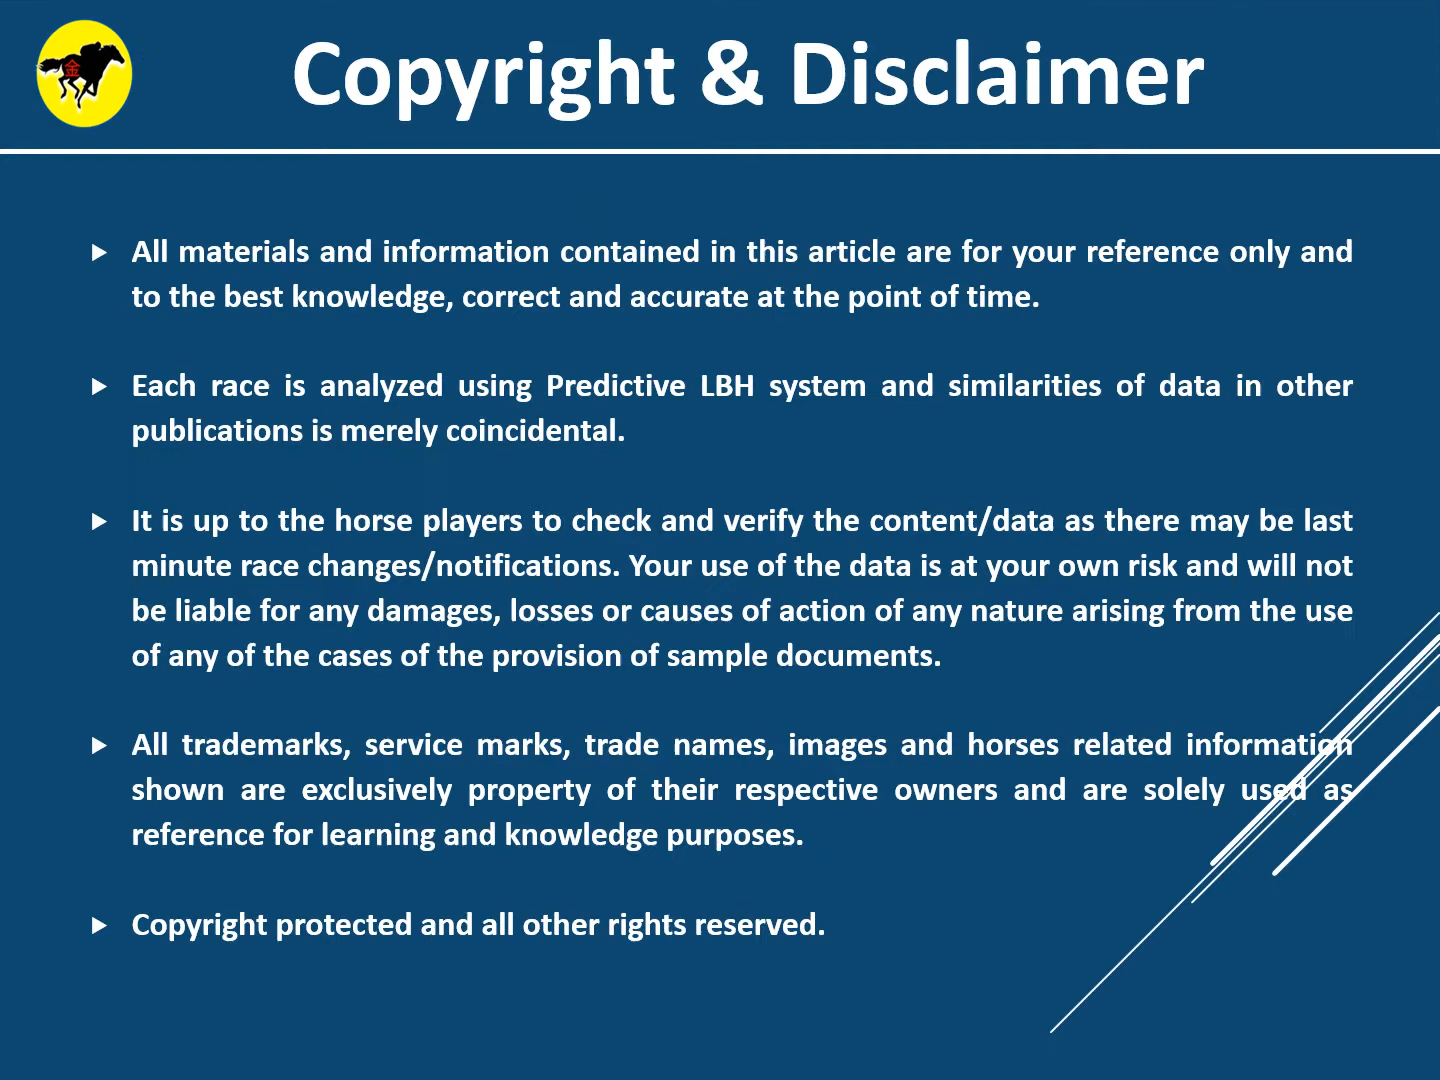 金
Copyright & Disclaimer
All materials and information contained in this article are for your reference only and
to the best knowledge, correct and accurate at the point of time.
Each race is analyzed using Predictive LBH system and similarities of data in other
publications is merely coincidental.
It is up to the horse players to check and verify the content/data as there may be last
minute race changes/notifications. Your use of the data is at your own risk and will not
be liable for any damages, losses or causes of action of any nature arising from the use
of any of the cases of the provision of sample documents.
All trademarks, service marks, trade names, images and horses related information
shown are exclusively property of their respective owners and are solely used as
reference for learning and knowledge purposes.
Copyright protected and all other rights reserved.